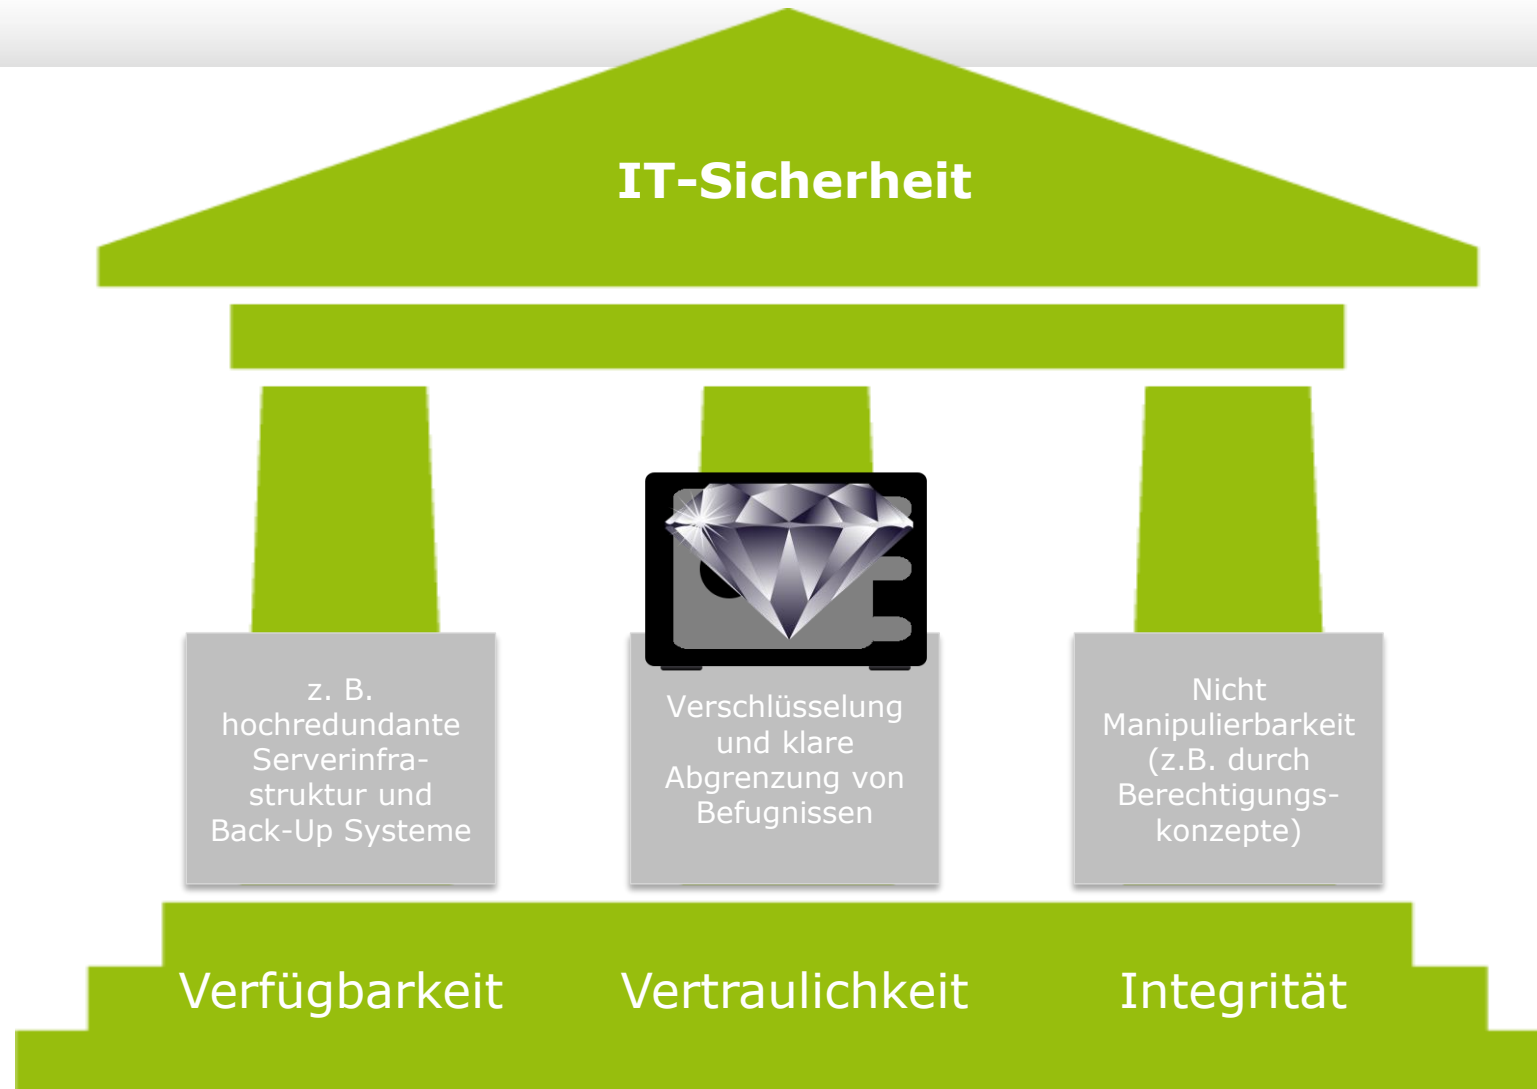 IT-Sicherheit
z. B.
hochredundante
Serverinfra-
struktur und
Back-Up Systeme
Verschlüsselung
und klare
Abgrenzung von
Befugnissen
Nicht
Manipulierbarkeit
(z.B. durch
Berechtigungs-
konzepte)
Verfügbarkeit
Vertraulichkeit
Integrität